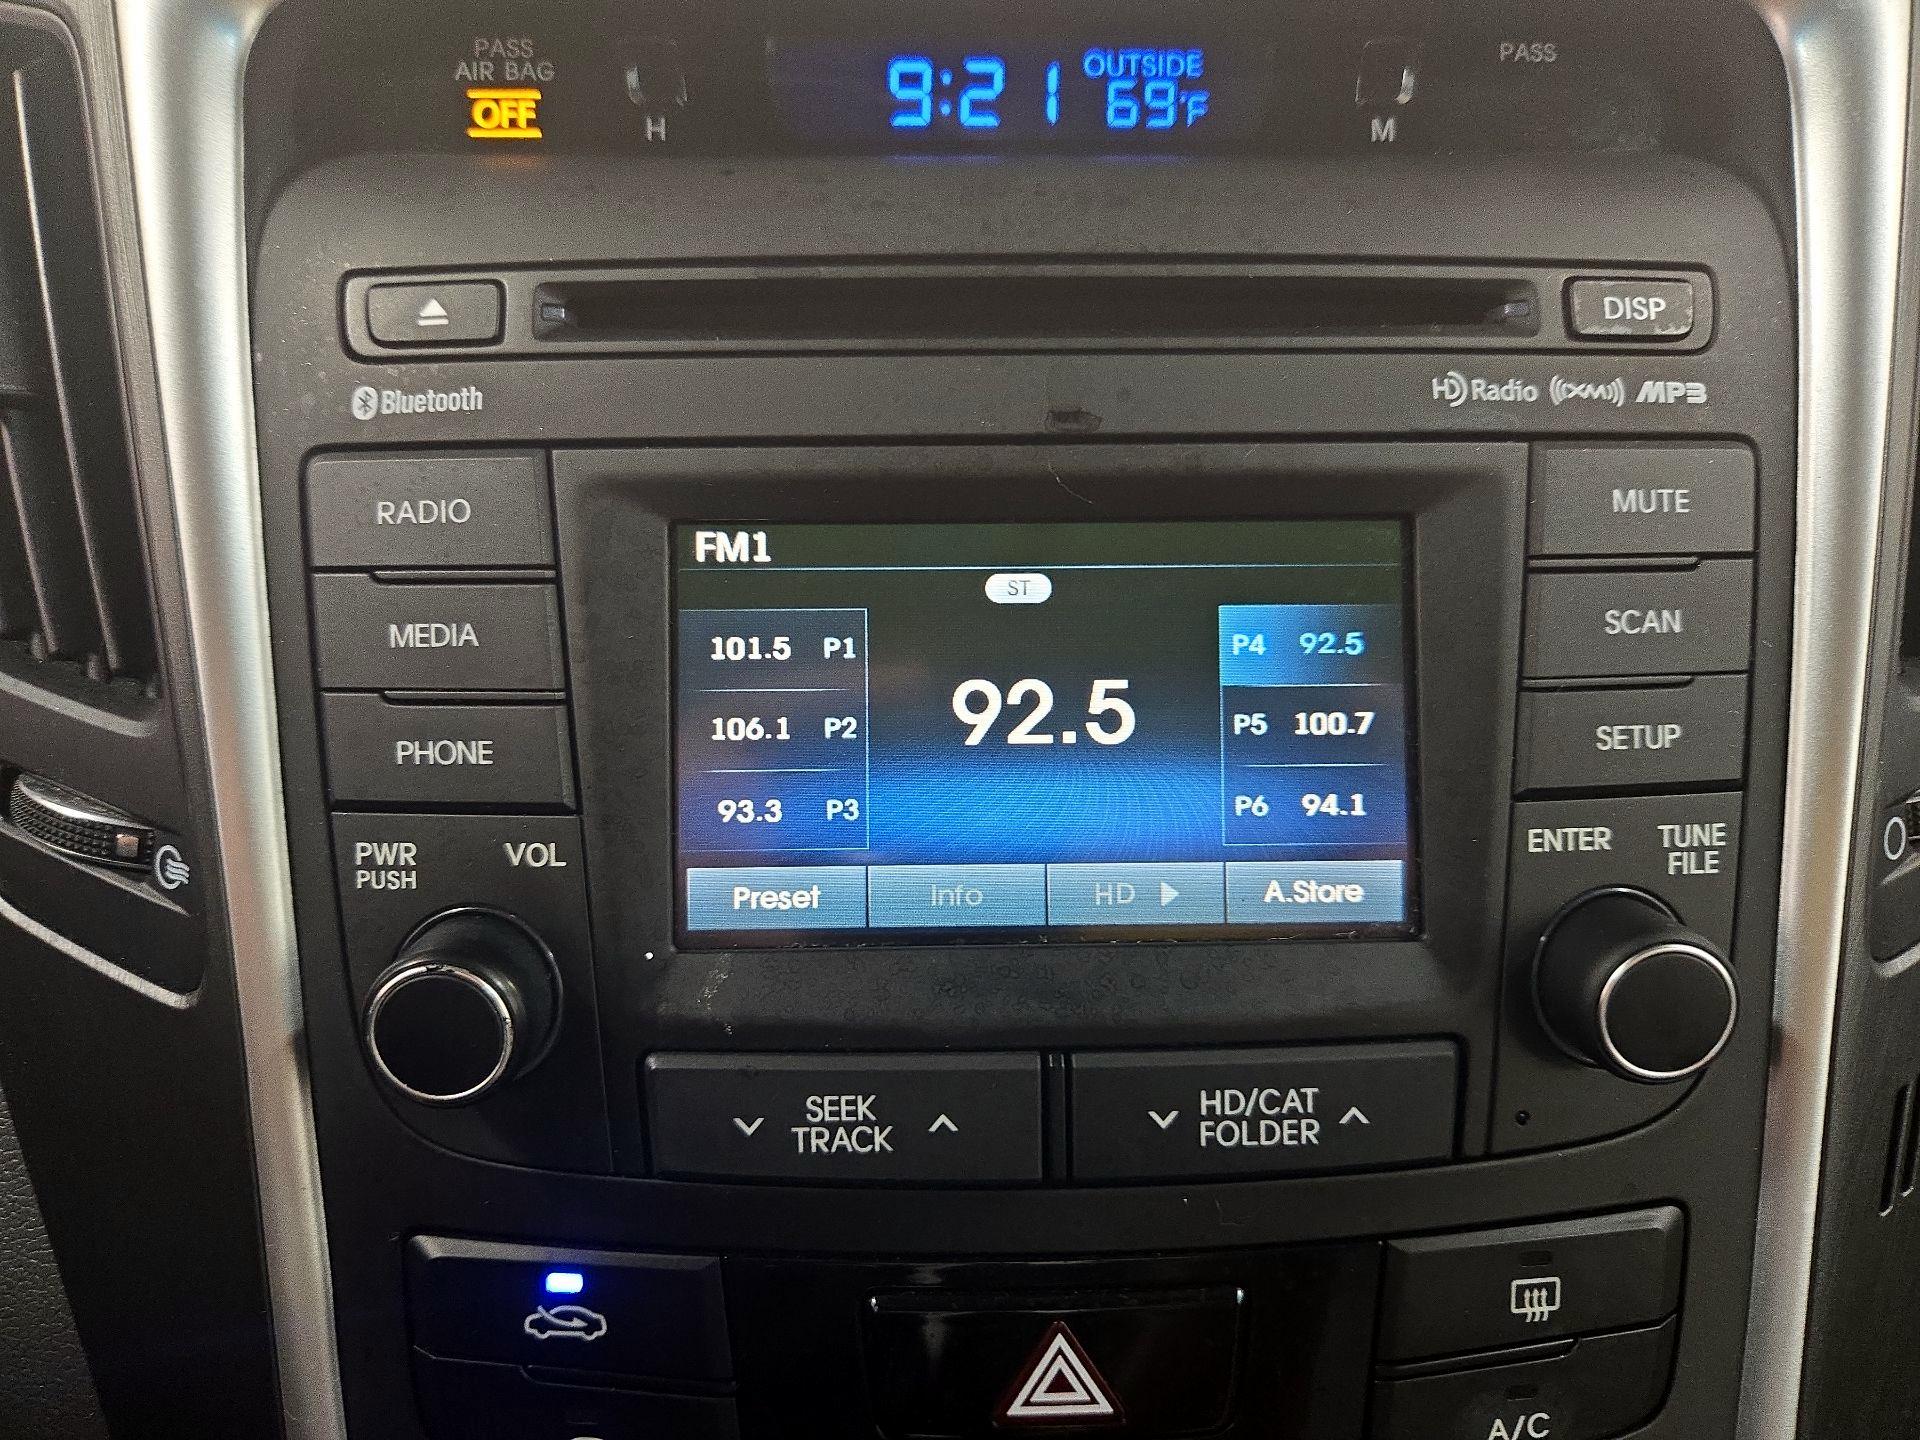 PASS
AIR BAG
OFF
H
9:21
OUTSIDE
69°F
M
PASS
DISP
Bluetooth
HD Radio ((XM)) MP3
RADIO
MEDIA
PHONE
MUTE
SCAN
SETUP
FM1
ST
101.5 P1
106.1 P2
93.3 P3
92.5
P4 92.5
P5 100.7
P6 94.1
Preset Info HD A.Store
PWR
PUSH
VOL
ENTER
TUNE
FILE
SEEK
TRACK
HD/CAT
FOLDER
A/C